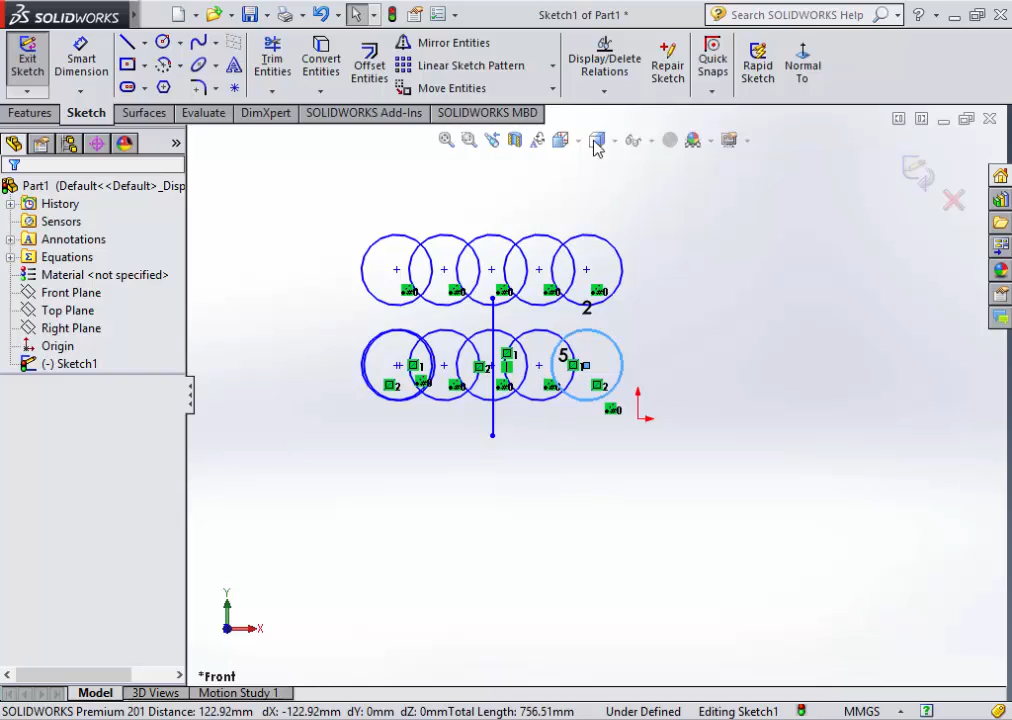 SOLIDWORKS
Sketch1 of Part1 *
Search SOLIDWORKS Help
Exit Sketch
Smart Dimension
Trim Entities
Convert Entities
Offset Entities
Mirror Entities
Linear Sketch Pattern
Move Entities
Display/Delete Relations
Repair Sketch
Quick Snaps
Rapid Sketch
Normal To
Features
Sketch
Surfaces
Evaluate
DimXpert
SOLIDWORKS Add-Ins
SOLIDWORKS MBD
Part1 (Default<<Default>_Disp
History
Sensors
Annotations
Equations
Material <not specified>
Front Plane
Top Plane
Right Plane
Origin
(-) Sketch1
2
5
Y
X
*Front
Model
3D Views
Motion Study 1
SOLIDWORKS Premium 201 Distance: 122.92mm dX: -122.92mm dY: 0mm dZ: 0mmTotal Length: 756.51mm Under Defined Editing Sketch1 MMGS